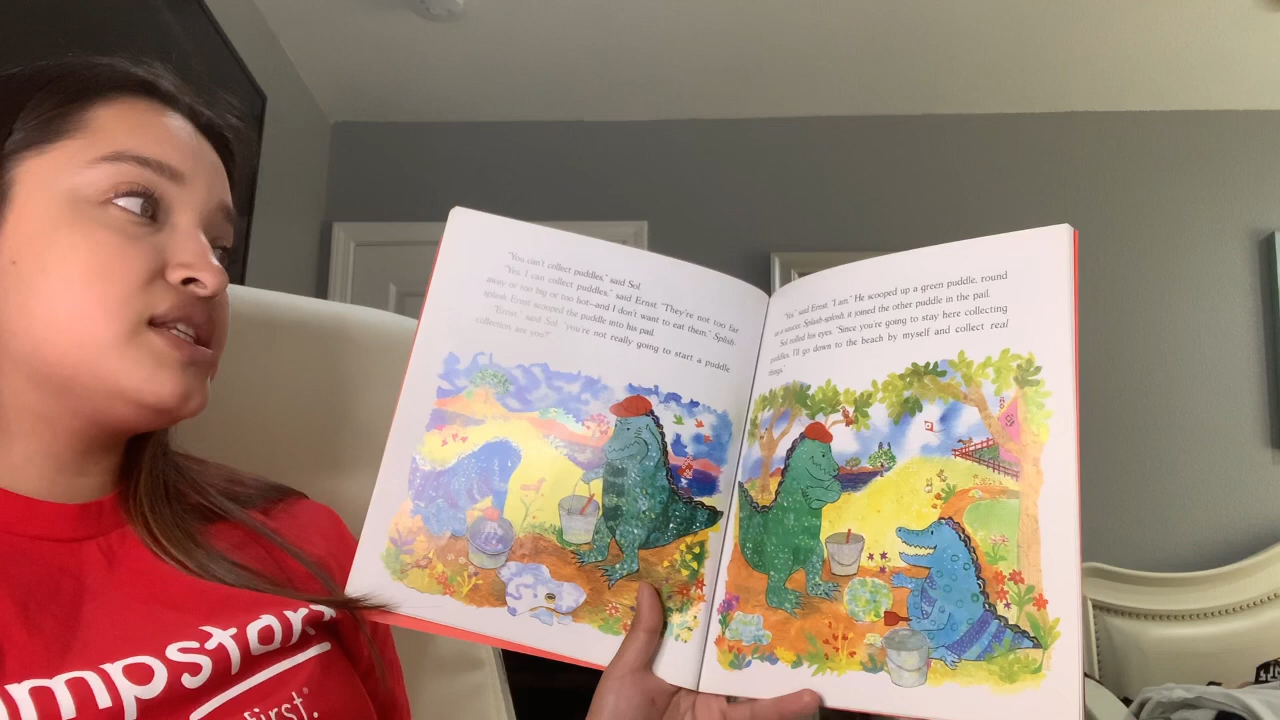 "You can't collect puddles," said Sol.
"Yes, I can collect puddles," said Ernst. "They're not too far
away or too big or too hot—and I don't want to eat them." Splish-
splash, Ernst scooped the puddle into his pail.
"Ernst," said Sol, "you're not really going to start a puddle
collection, are you?"
"Yes," said Ernst, "I am." He scooped up a green puddle, round
as a saucer. Splash-splosh, it joined the other puddle in the pail.
Sol rolled his eyes. "Since you're going to stay here collecting
puddles, I'll go down to the beach by myself and collect real
things."
mpstart
first.